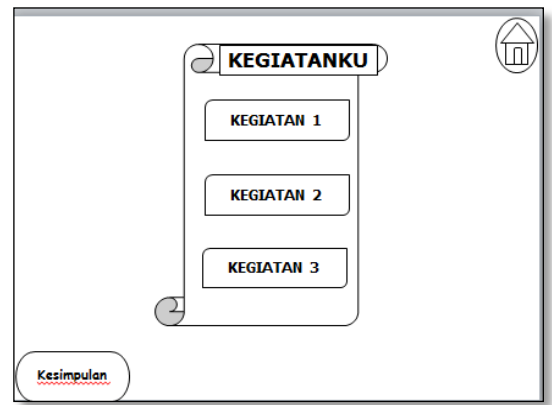 KEGIATANKU
KEGIATAN 1
KEGIATAN 2
KEGIATAN 3
Kesimpulan